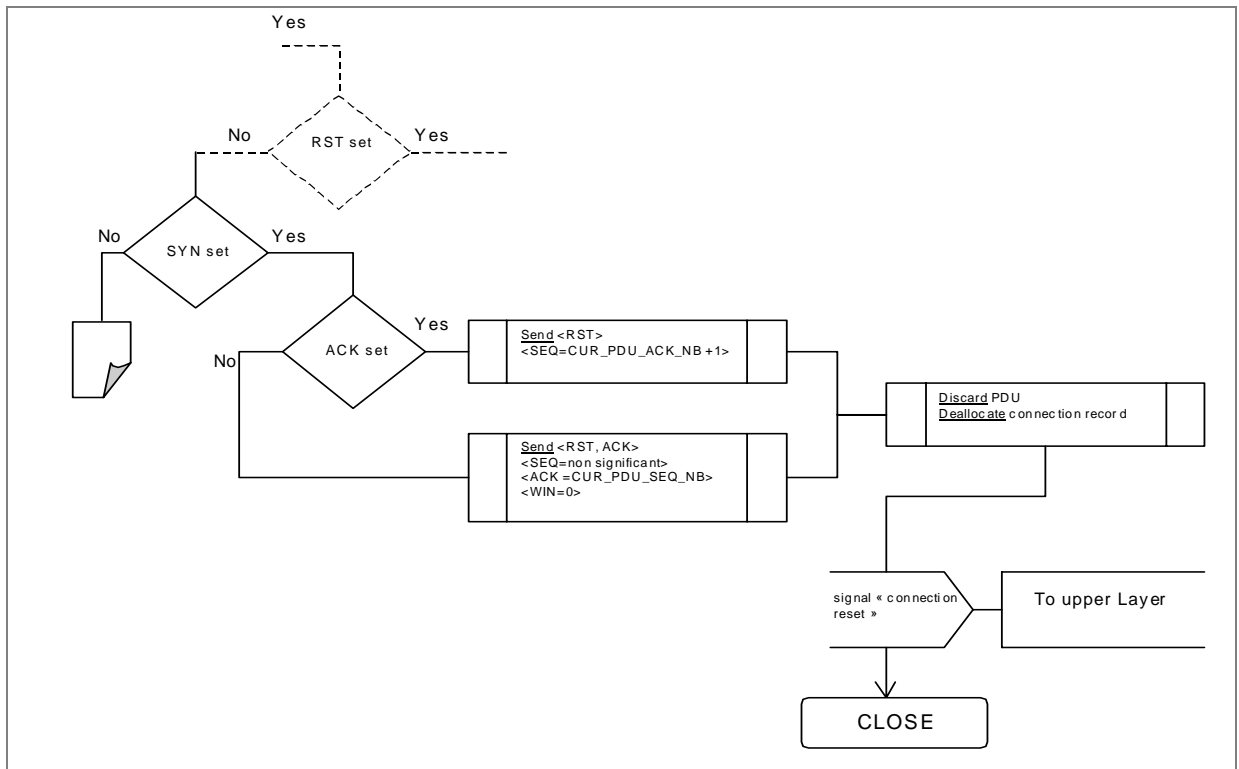 Yes
RST set
No
Yes
SYN set
No
Yes
ACK set
Yes
No
Send <RST>
<SEQ=CUR_PDU_ACK_NB +1>
Send <RST, ACK>
<SEQ=non significant>
<ACK =CUR_PDU_SEQ_NB>
<WIN=0>
Discard PDU
Deallocate connection record
signal « connection
reset »
To upper Layer
CLOSE